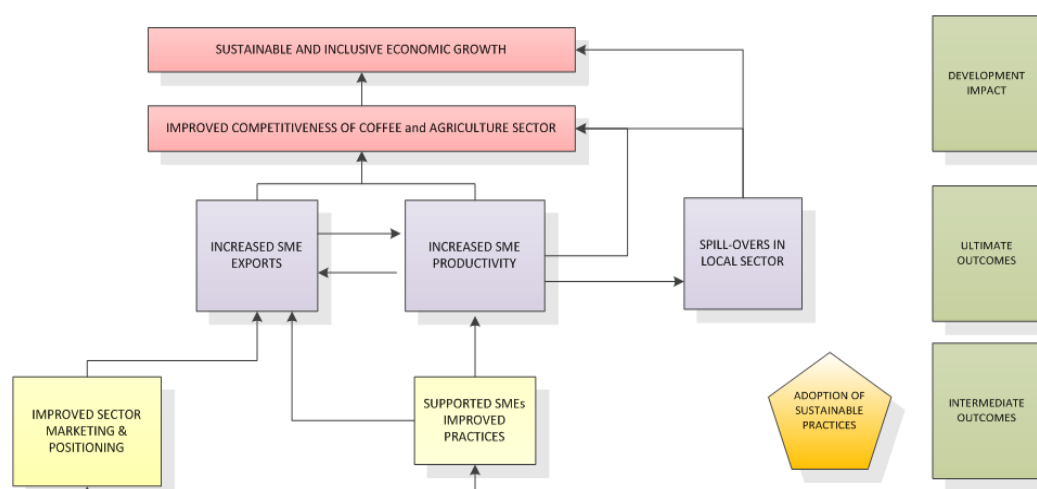 SUSTAINABLE AND INCLUSIVE ECONOMIC GROWTH
DEVELOPMENT
IMPACT
IMPROVED COMPETITIVENESS OF COFFEE and AGRICULTURE SECTOR
INCREASED SME
EXPORTS
INCREASED SME
PRODUCTIVITY
SPILL-OVERS IN
LOCAL SECTOR
ULTIMATE
OUTCOMES
IMPROVED SECTOR
MARKETING &
POSITIONING
SUPPORTED SMEs
IMPROVED
PRACTICES
ADOPTION OF
SUSTAINABLE
PRACTICES
INTERMEDIATE
OUTCOMES